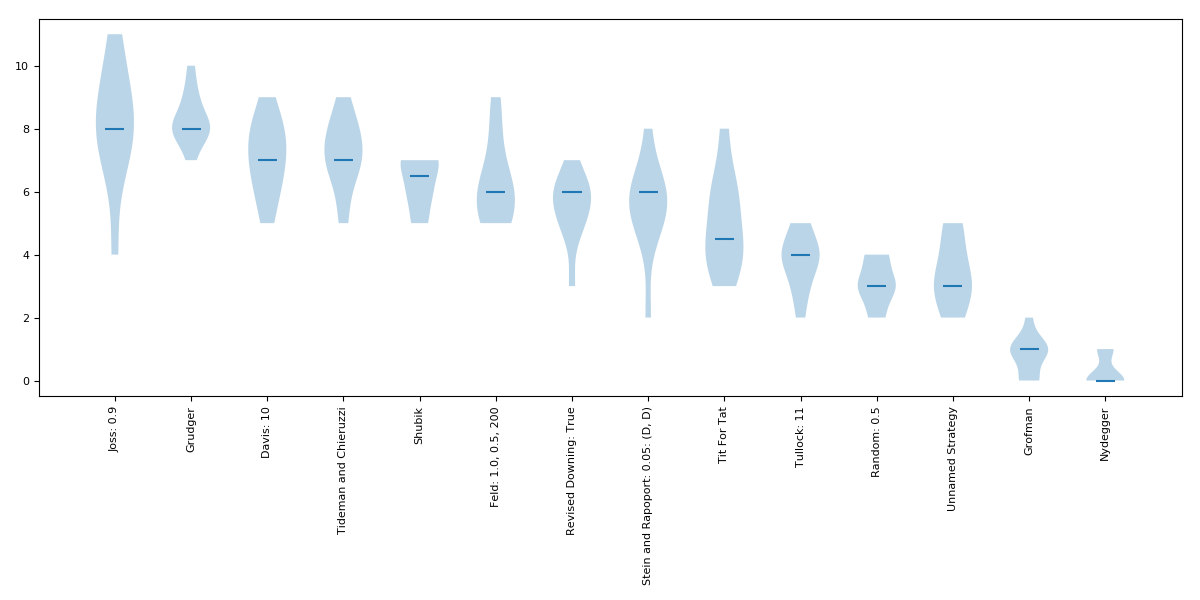 10
8
6
4
2
0
Joss: 0.9
Grudger
Davis: 10
Tideman and Chieruzzi
Shubik
Feld: 1.0, 0.5, 200
Revised Downing: True
Stein and Rapoport: 0.05: (D, D)
Tit For Tat
Tullock: 11
Random: 0.5
Unnamed Strategy
Grofman
Nydegger